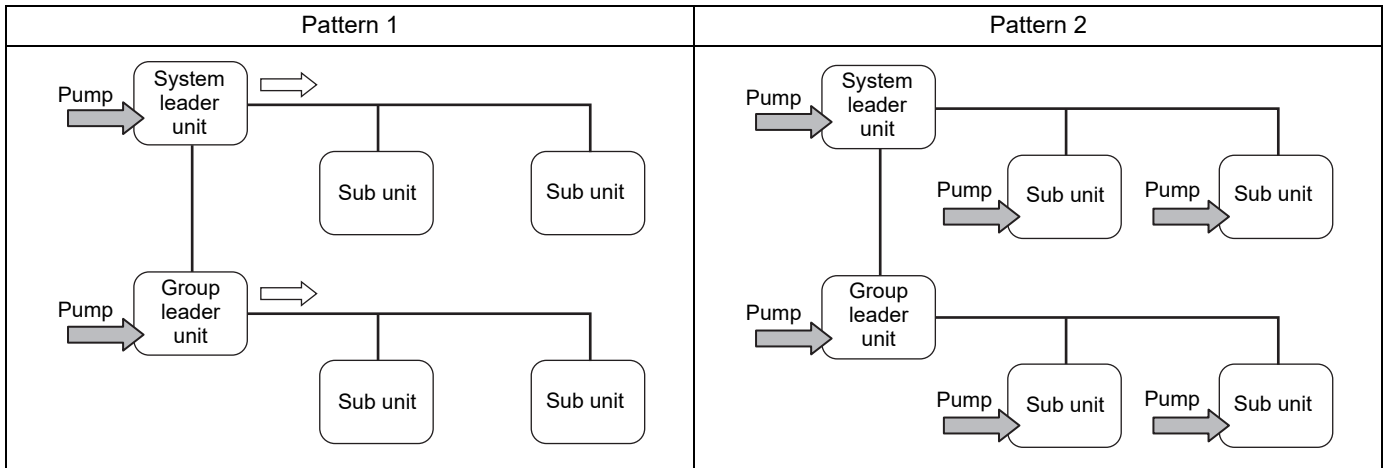 Pattern 1
Pump
System
leader
unit
Sub unit
Sub unit
Pump
Group
leader
unit
Sub unit
Sub unit
Pattern 2
Pump
System
leader
unit
Pump
Sub unit
Pump
Sub unit
Pump
Group
leader
unit
Pump
Sub unit
Pump
Sub unit